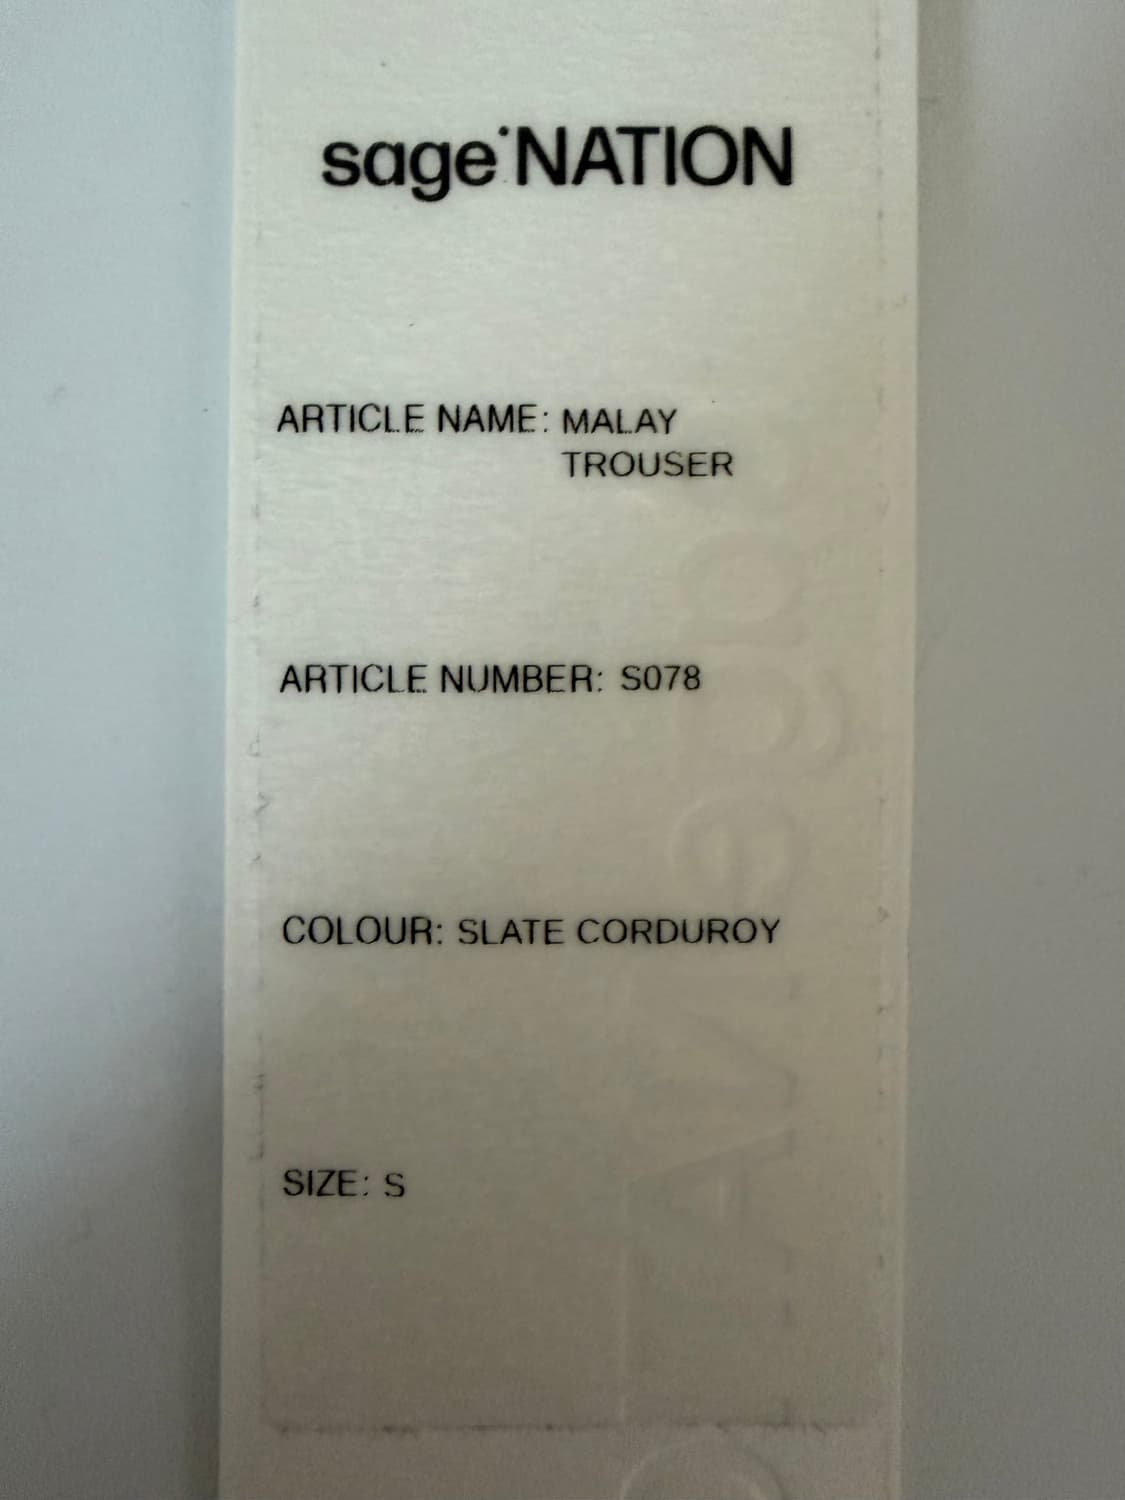 sage˙NATION
ARTICLE NAME: MALAY
TROUSER
ARTICLE NUMBER: S078
COLOUR: SLATE CORDUROY
SIZE: S